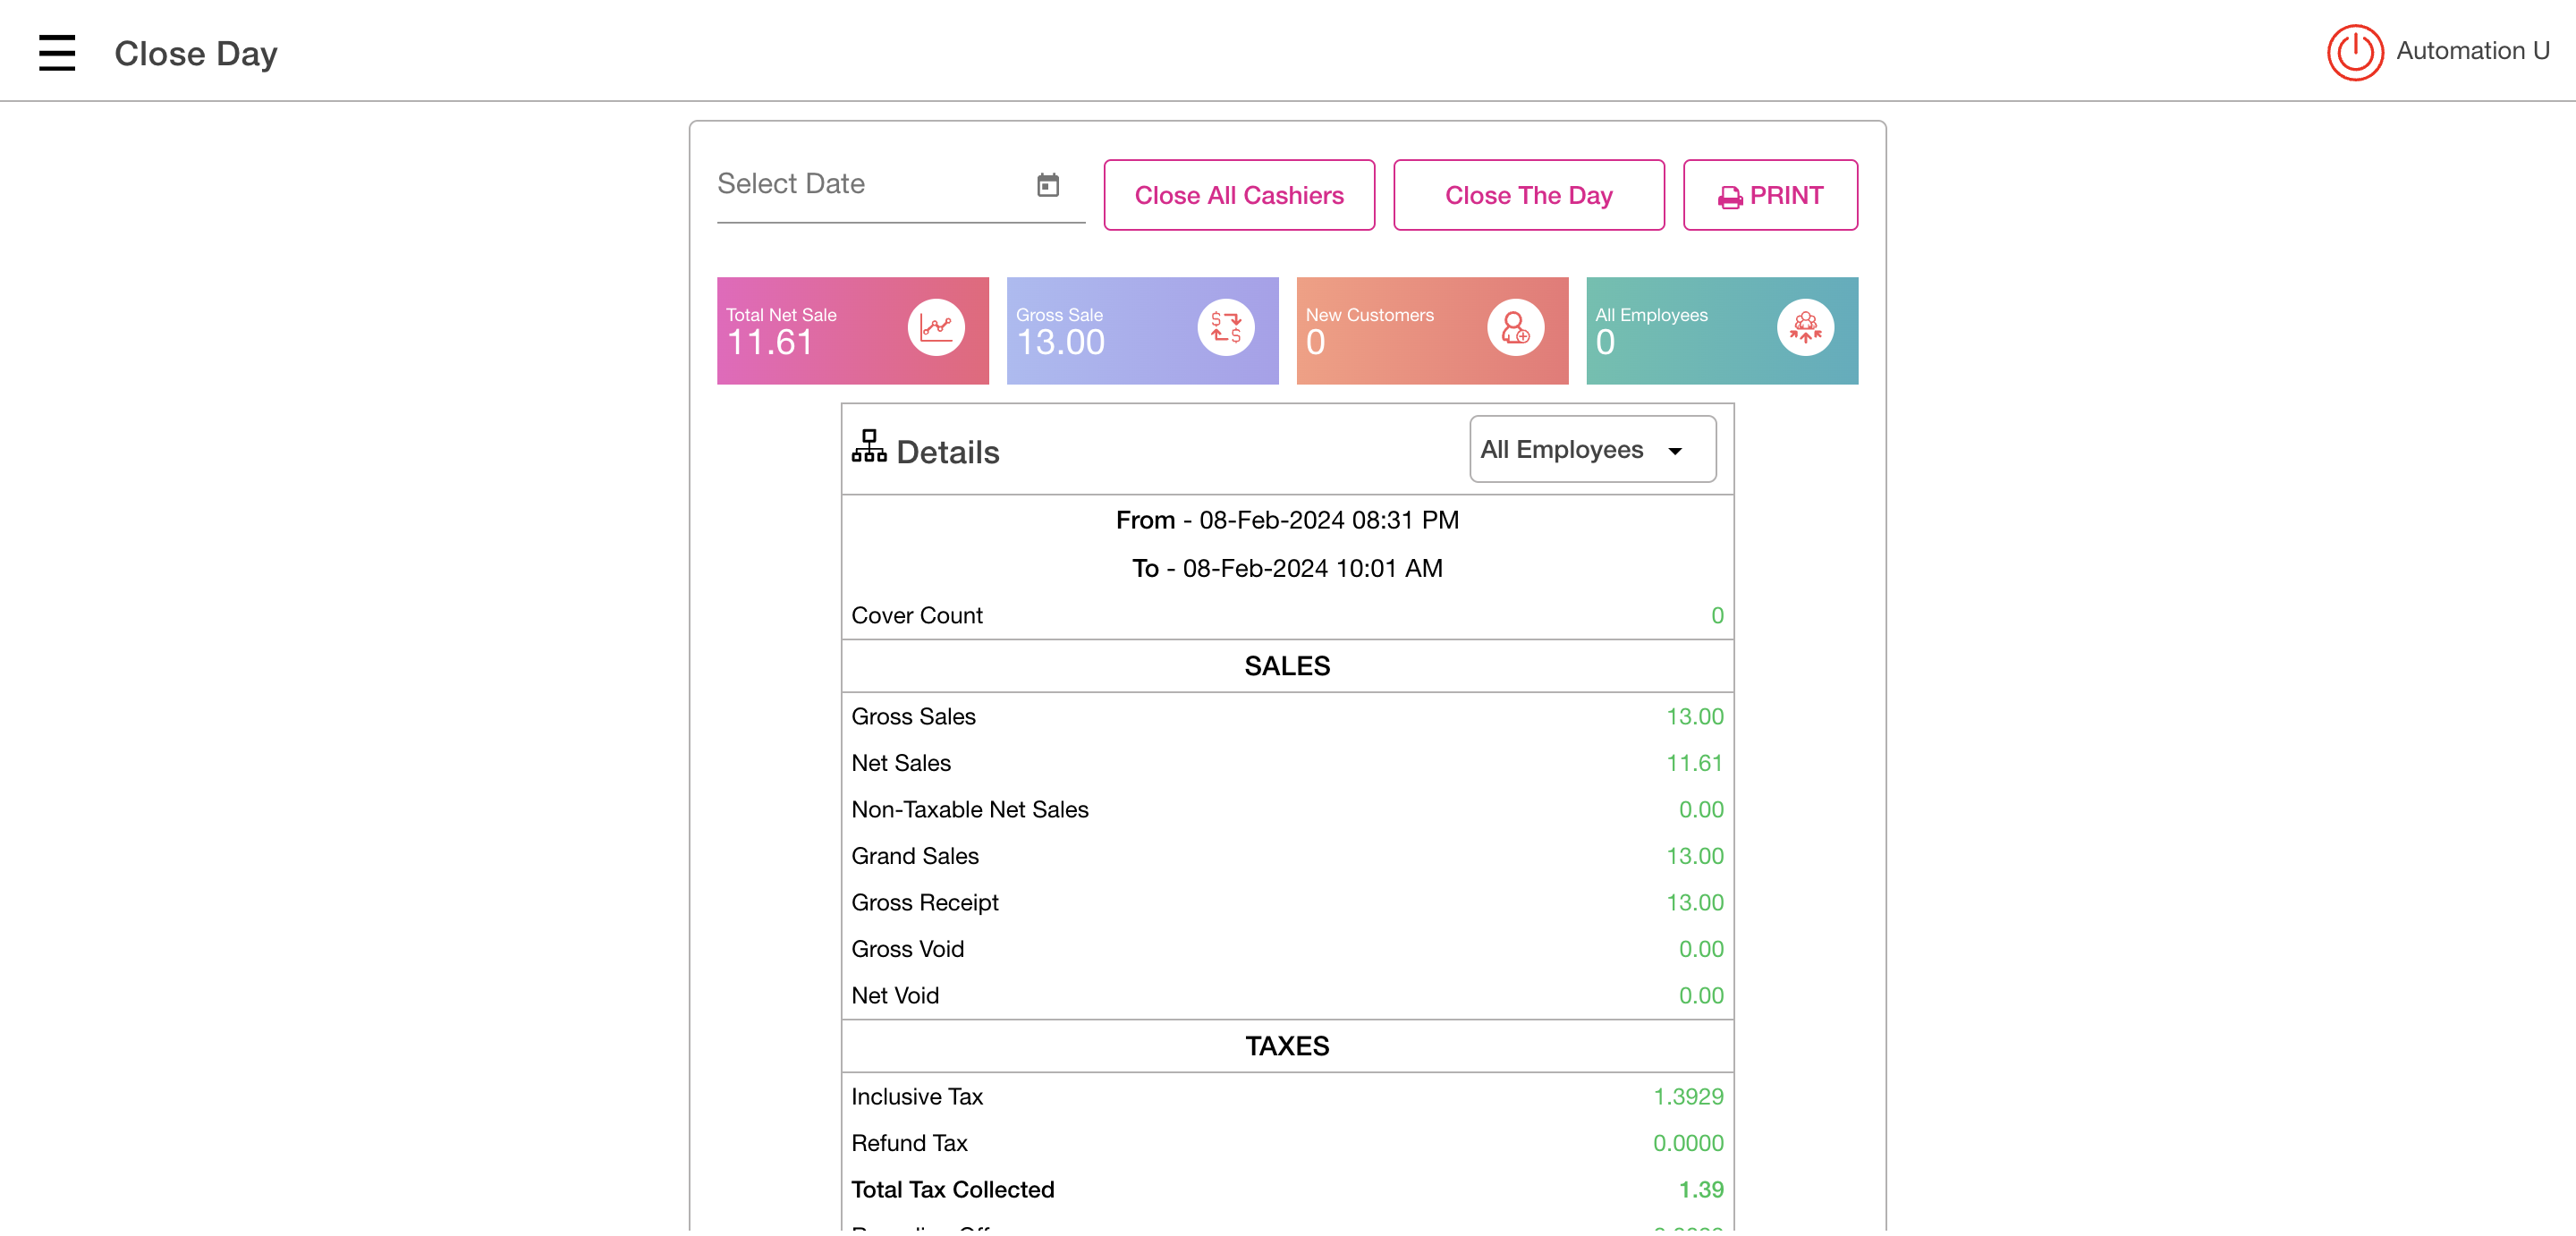 Close Day
Automation U
Select Date
Close All Cashiers
Close The Day
PRINT
Total Net Sale
11.61
Gross Sale
13.00
New Customers
0
All Employees
0
Details
All Employees
From - 08-Feb-2024 08:31 PM
To - 08-Feb-2024 10:01 AM
Cover Count 0
SALES
Gross Sales 13.00
Net Sales 11.61
Non-Taxable Net Sales 0.00
Grand Sales 13.00
Gross Receipt 13.00
Gross Void 0.00
Net Void 0.00
TAXES
Inclusive Tax 1.3929
Refund Tax 0.0000
Total Tax Collected 1.39